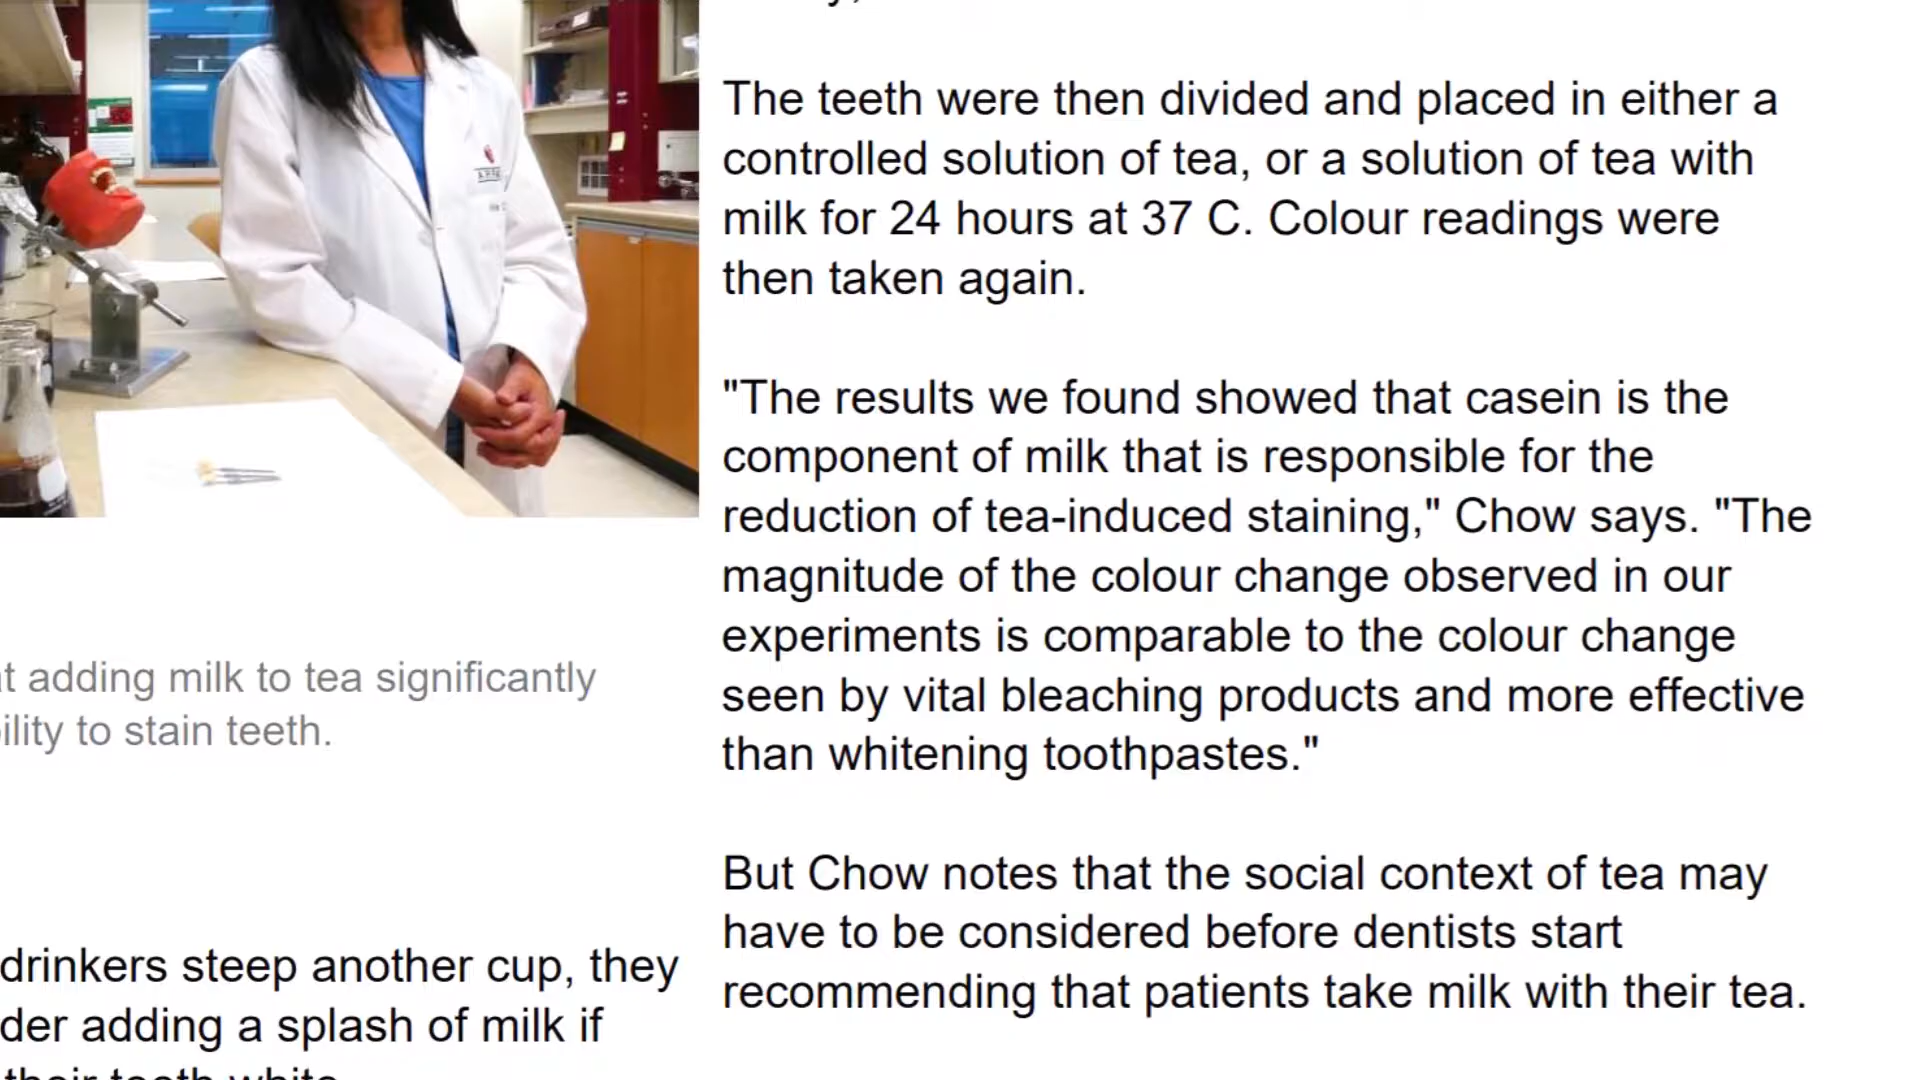 at adding milk to tea significantly
to stain teeth.
drinkers steep another cup, they
adding a splash of milk if
The teeth were then divided and placed in either a
controlled solution of tea, or a solution of tea with
milk for 24 hours at 37 C. Colour readings were
then taken again.
"The results we found showed that casein is the
component of milk that is responsible for the
reduction of tea-induced staining," Chow says. "The
magnitude of the colour change observed in our
experiments is comparable to the colour change
seen by vital bleaching products and more effective
than whitening toothpastes."
But Chow notes that the social context of tea may
have to be considered before dentists start
recommending that patients take milk with their tea.